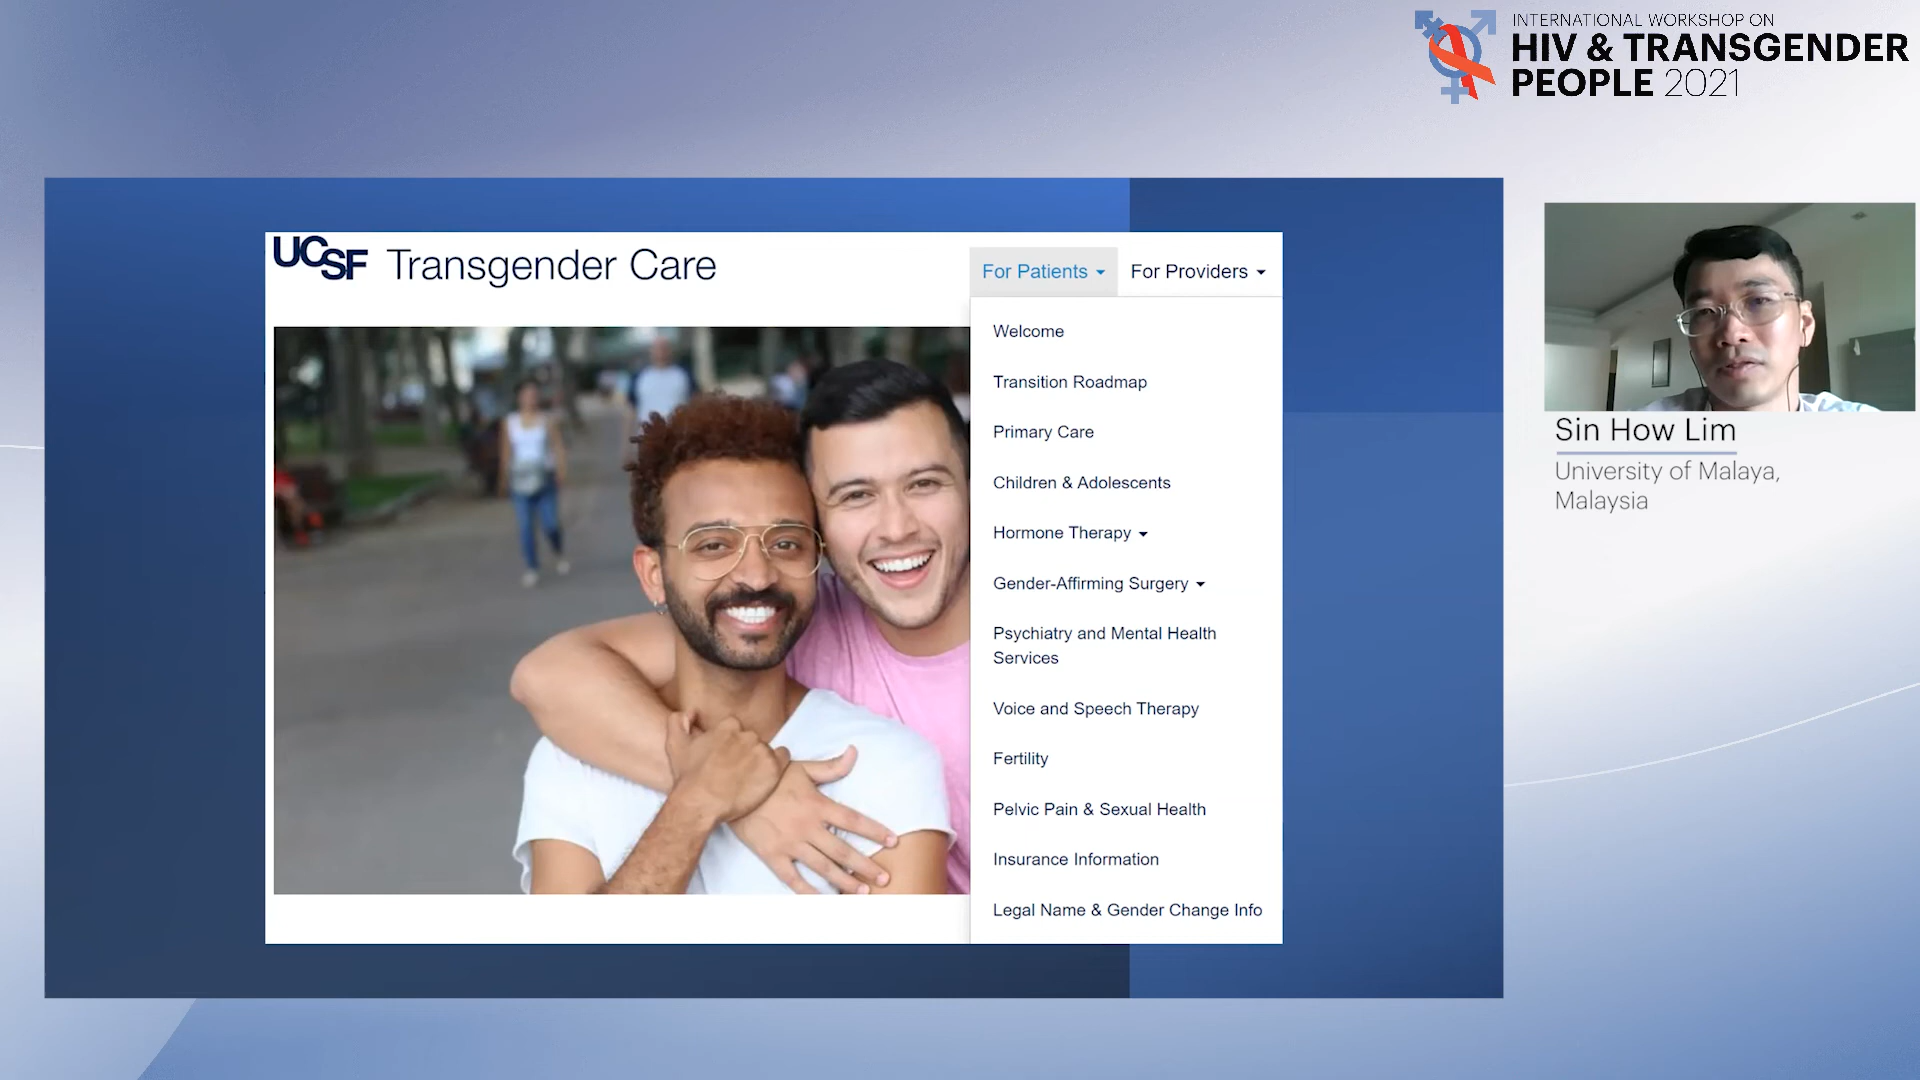 INTERNATIONAL WORKSHOP ON
HIV & TRANSGENDER
PEOPLE 2021
UCSF Transgender Care
For Patients
For Providers
Welcome
Transition Roadmap
Primary Care
Children & Adolescents
Hormone Therapy
Gender-Affirming Surgery
Psychiatry and Mental Health
Services
Voice and Speech Therapy
Fertility
Pelvic Pain & Sexual Health
Insurance Information
Legal Name & Gender Change Info
Sin How Lim
University of Malaya,
Malaysia